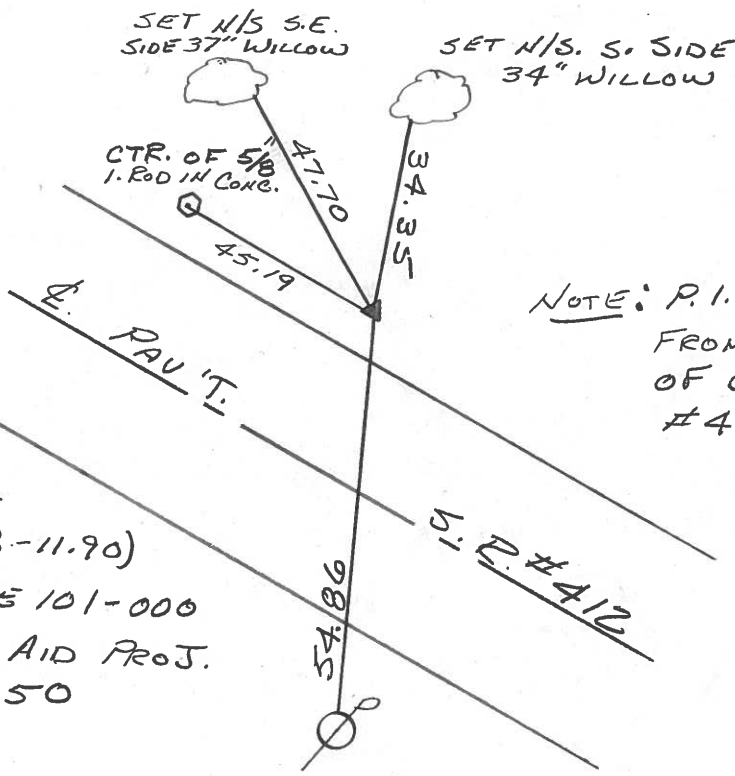 SET N/S S.E.
SIDE 37" WILLOW
SET N/S. S. SIDE
34" WILLOW
CTR. OF 5/8"
I. ROD IN CONC.
47.70
34.35
45.19
NOTE: P.I.
FROM
OF
#4
℄. PAV'T.
-11.90)
101-000
AID PROJ.
50
S.R. #412
54.86